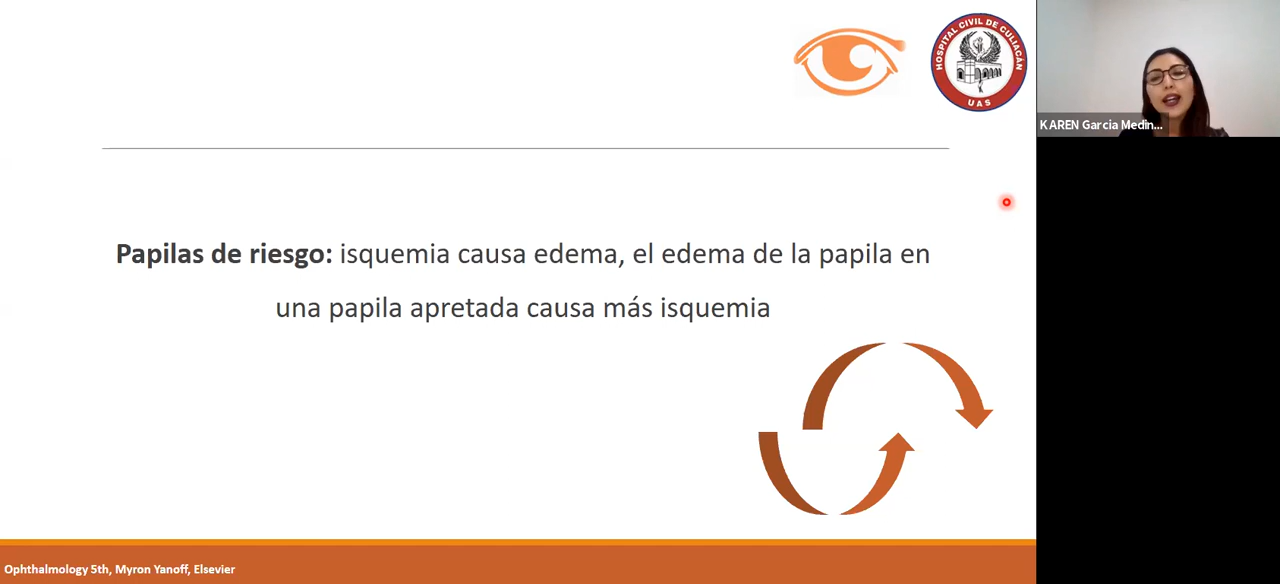 HOSPITAL CIVIL DE CULIACÁN
UAS
KAREN Garcia Medin...
Papilas de riesgo: isquemia causa edema, el edema de la papila en
una papila apretada causa más isquemia
Ophthalmology 5th, Myron Yanoff, Elsevier